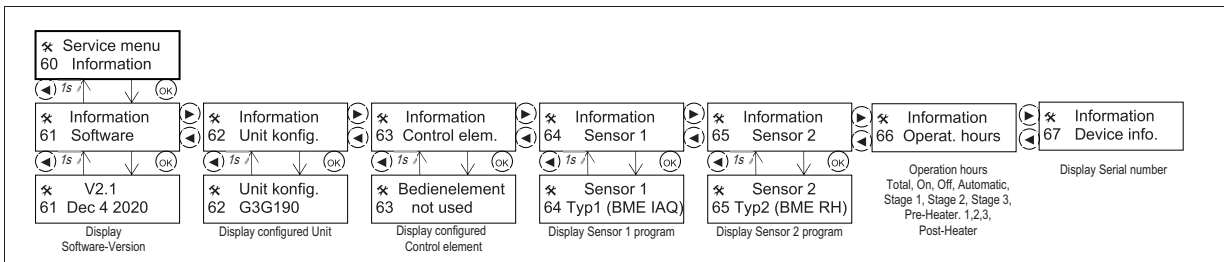 Service menu
60 Information
1s
OK
Information
61 Software
Information
62 Unit konfig.
Information
63 Control elem.
Information
64 Sensor 1
Information
65 Sensor 2
Information
66 Operat. hours
Information
67 Device info.
1s
OK
1s
OK
1s
OK
1s
OK
1s
OK
V2.1
61 Dec 4 2020
Unit konfig.
62 G3G190
Bedienelement
63 not used
Sensor 1
64 Typ1 (BME IAQ)
Sensor 2
65 Typ2 (BME RH)
Display
Software-Version
Display configured Unit
Display configured
Control element
Display Sensor 1 program
Display Sensor 2 program
Operation hours
Total, On, Off, Automatic,
Stage 1, Stage 2, Stage 3,
Pre-Heater. 1,2,3,
Post-Heater
Display Serial number